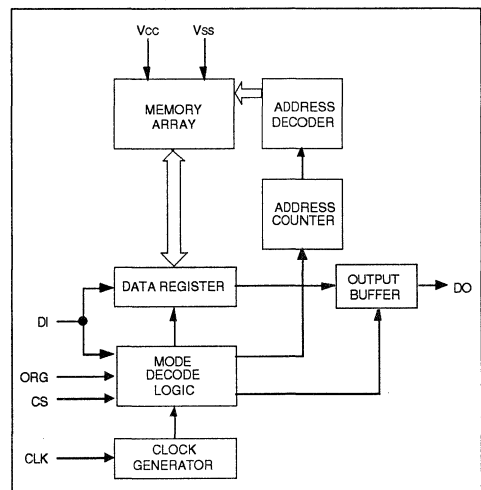 Vcc Vss
MEMORY
ARRAY
ADDRESS
DECODER
ADDRESS
COUNTER
DATA REGISTER
OUTPUT
BUFFER
DO
DI
MODE
DECODE
LOGIC
ORG
CS
CLK
CLOCK
GENERATOR